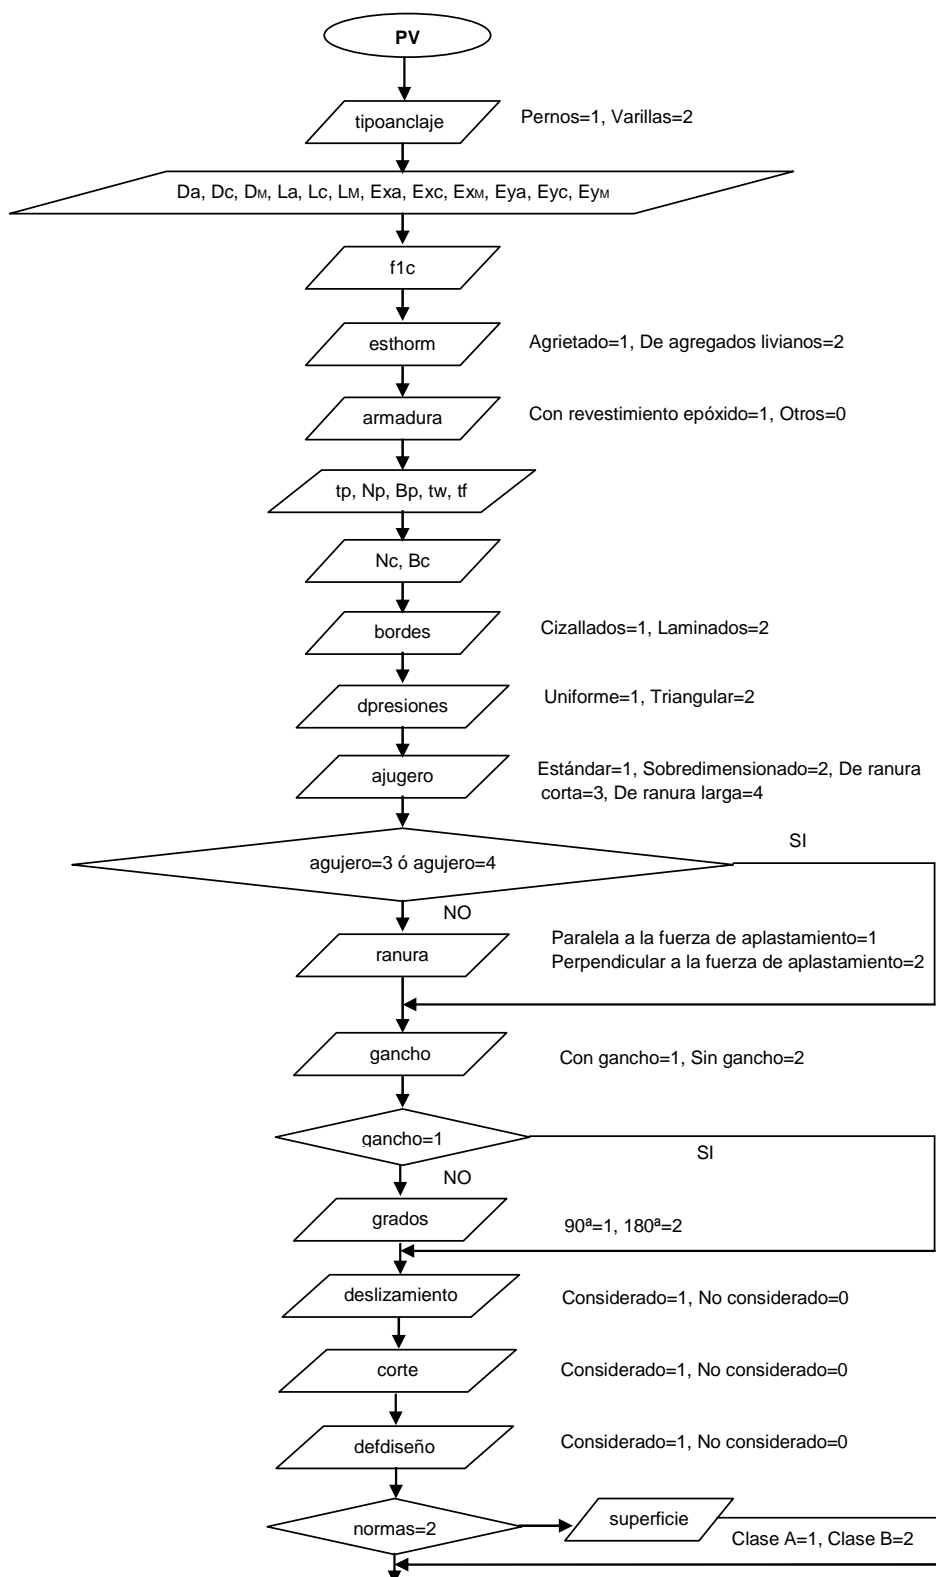 PV
tipoanclaje
Pernos=1, Varillas=2
Da, Dc, DM, La, Lc, LM, Exa, Exc, ExM, Eya, Eyc, EyM
f1c
esthorm
Agrietado=1, De agregados livianos=2
armadura
Con revestimiento epóxido=1, Otros=0
tp, Np, Bp, tw, tf
Nc, Bc
bordes
Cizallados=1, Laminados=2
dpresiones
Uniforme=1, Triangular=2
ajugero
Estándar=1, Sobredimensionado=2, De ranura
corta=3, De ranura larga=4
agujero=3 ó agujero=4
SI
NO
ranura
Paralela a la fuerza de aplastamiento=1
Perpendicular a la fuerza de aplastamiento=2
gancho
Con gancho=1, Sin gancho=2
gancho=1
SI
NO
grados
90ª=1, 180ª=2
deslizamiento
Considerado=1, No considerado=0
corte
Considerado=1, No considerado=0
defdiseño
Considerado=1, No considerado=0
normas=2
superficie
Clase A=1, Clase B=2